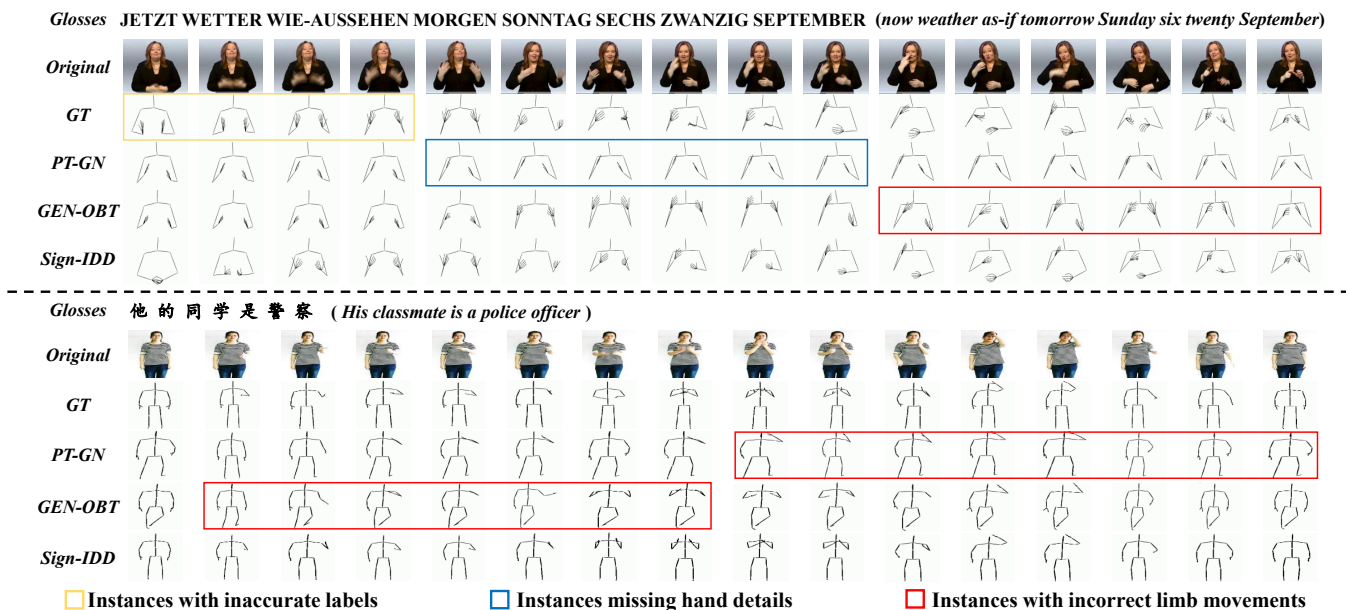 Glosses JETZT WETTER WIE-AUSSEHEN MORGEN SONNTAG SECHS ZWANZIG SEPTEMBER (now weather as-if tomorrow Sunday six twenty September)
Original
GT
PT-GN
GEN-OBT
Sign-IDD
Glosses 他 的 同 学 是 警 察 ( His classmate is a police officer )
Original
GT
PT-GN
GEN-OBT
Sign-IDD
Instances with inaccurate labels Instances missing hand details Instances with incorrect limb movements